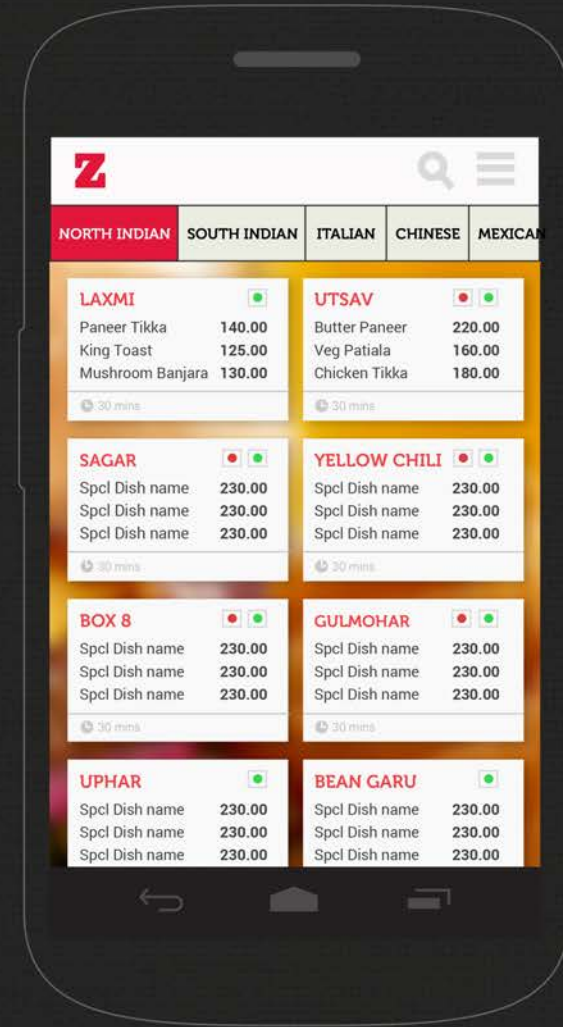 Z
NORTH INDIAN SOUTH INDIAN ITALIAN CHINESE MEXICAN
LAXMI
Paneer Tikka 140.00
King Toast 125.00
Mushroom Banjara 130.00
30 mins
UTSAV
Butter Paneer 220.00
Veg Patiala 160.00
Chicken Tikka 180.00
30 mins
SAGAR
Spcl Dish name 230.00
Spcl Dish name 230.00
Spcl Dish name 230.00
30 mins
YELLOW CHILI
Spcl Dish name 230.00
Spcl Dish name 230.00
Spcl Dish name 230.00
30 mins
BOX 8
Spcl Dish name 230.00
Spcl Dish name 230.00
Spcl Dish name 230.00
30 mins
GULMOHAR
Spcl Dish name 230.00
Spcl Dish name 230.00
Spcl Dish name 230.00
30 mins
UPHAR
Spcl Dish name 230.00
Spcl Dish name 230.00
Spcl Dish name 230.00
BEAN GARU
Spcl Dish name 230.00
Spcl Dish name 230.00
Spcl Dish name 230.00